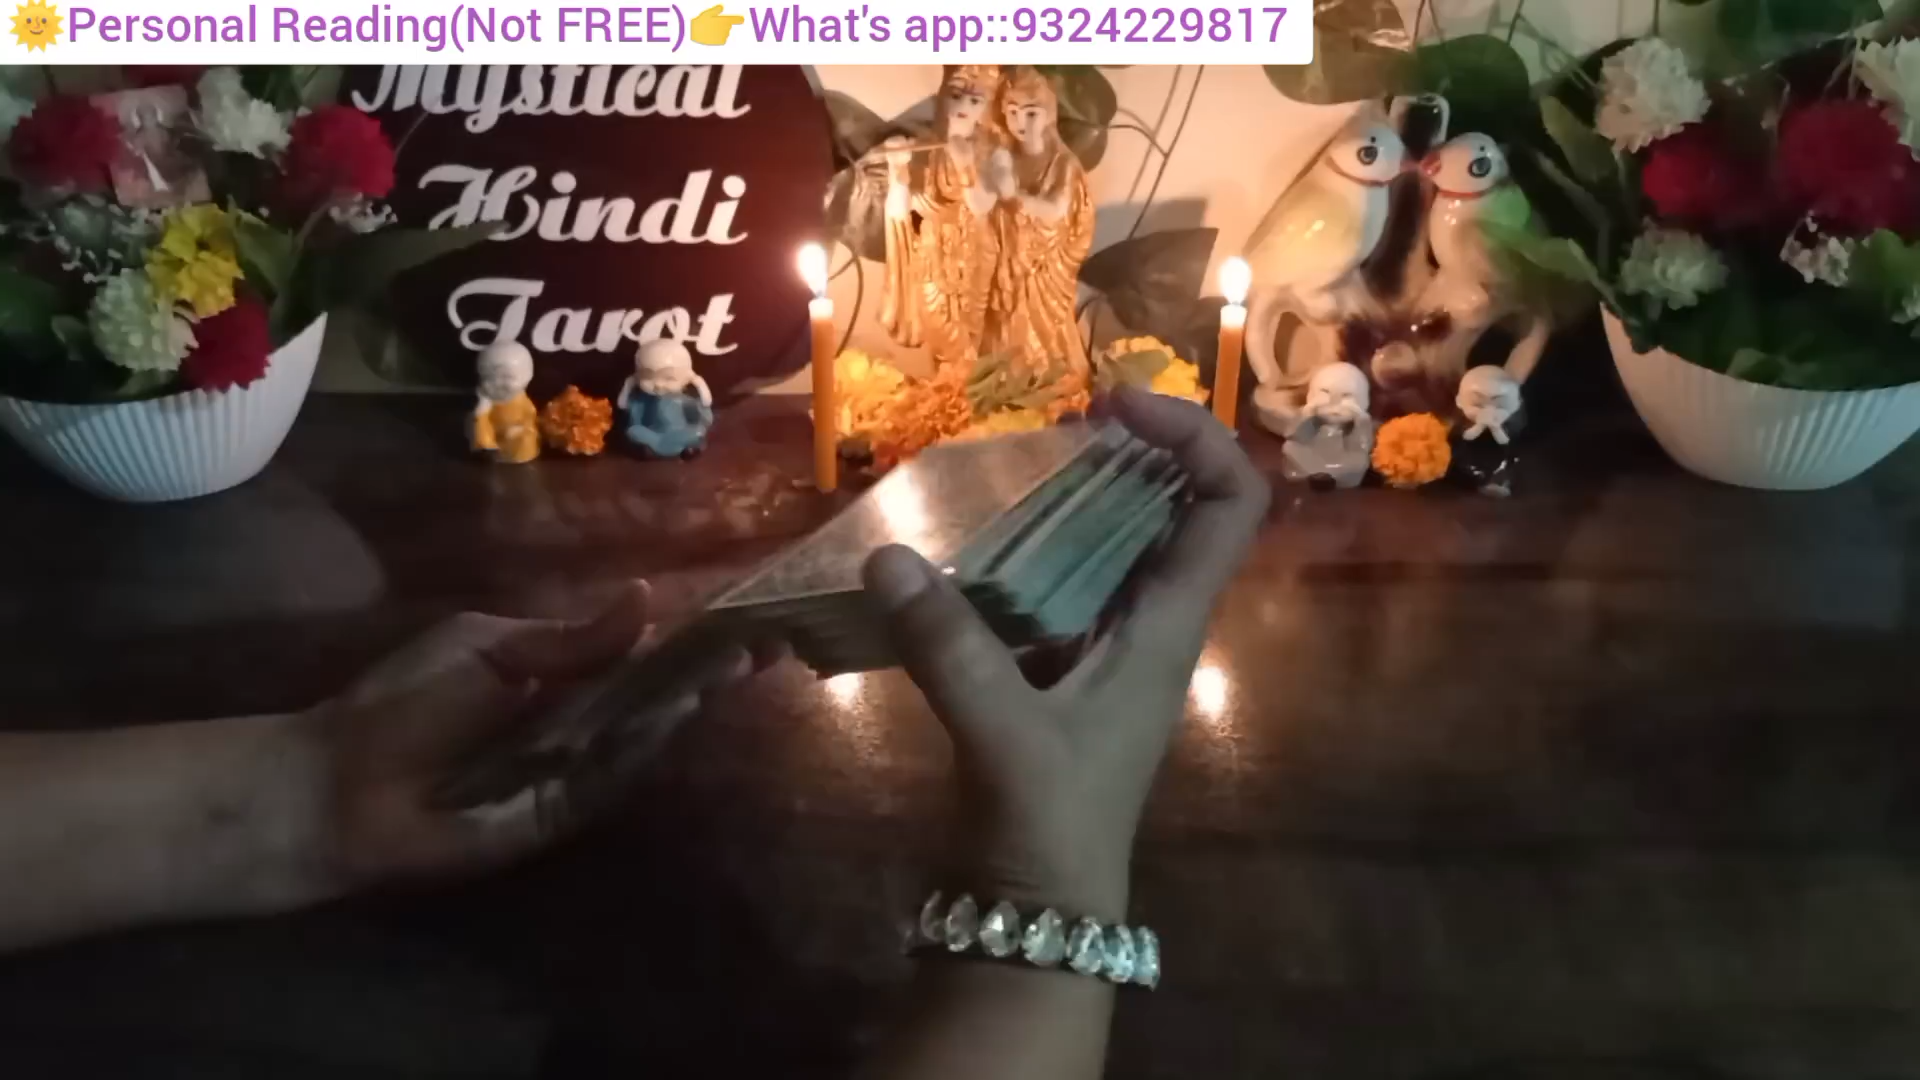 🌞Personal Reading(Not FREE)👉What's app::9324229817
Mystical
Hindi
Tarot